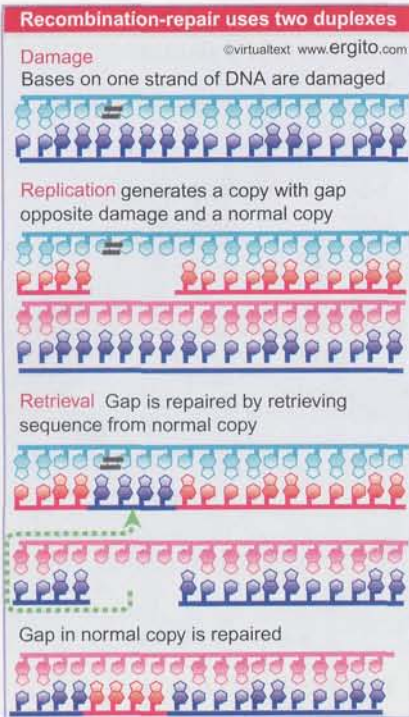 Recombination-repair uses two duplexes
Damage
©virtualtext www.ergito.com
Bases on one strand of DNA are damaged
Replication generates a copy with gap
opposite damage and a normal copy
Retrieval Gap is repaired by retrieving
sequence from normal copy
Gap in normal copy is repaired